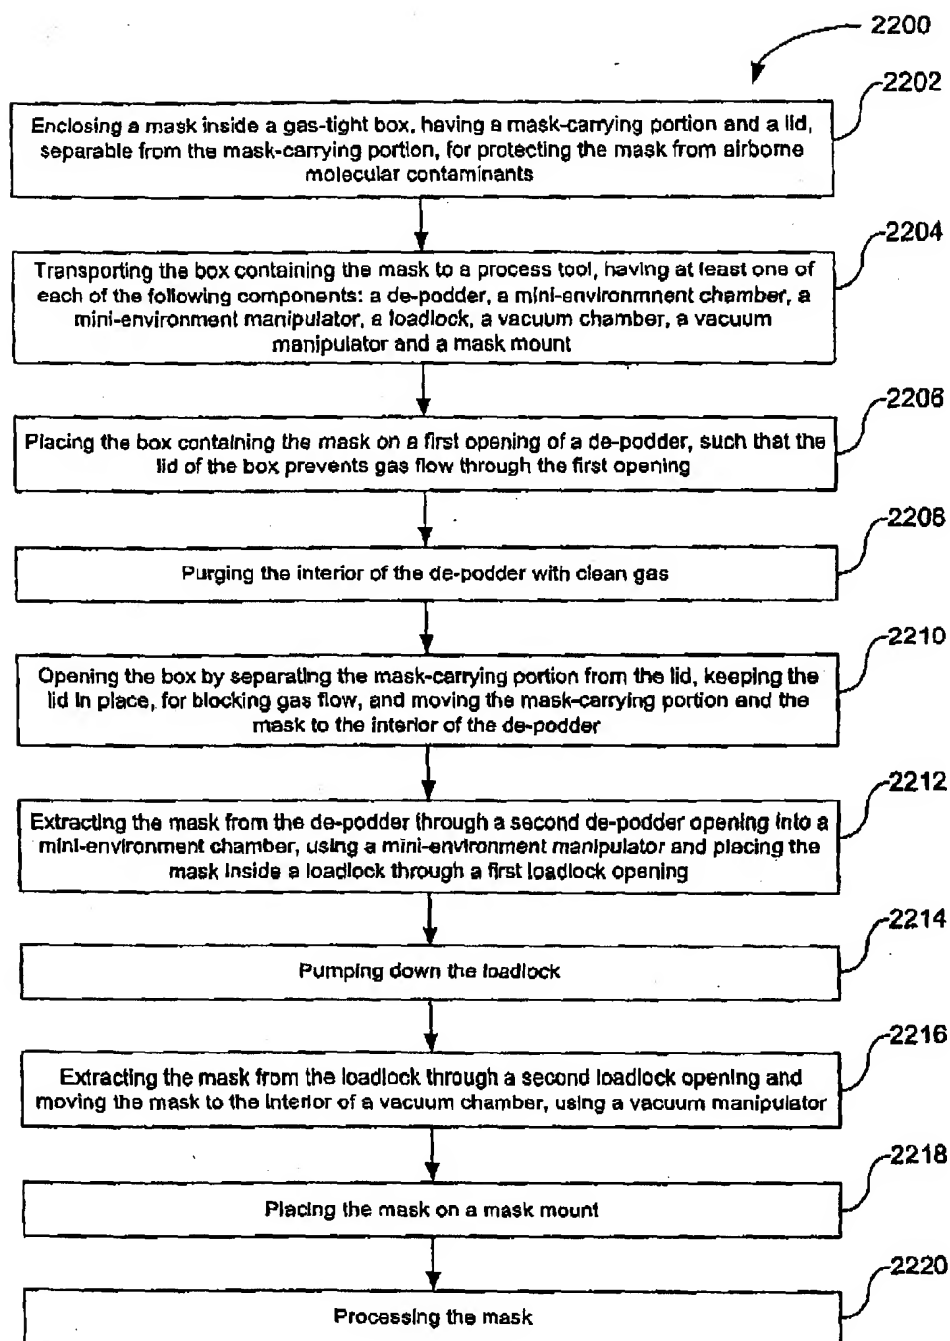 2200
2202
Enclosing a mask inside a gas-tight box, having a mask-carrying portion and a lid,
separable from the mask-carrying portion, for protecting the mask from airborne
molecular contaminants
2204
Transporting the box containing the mask to a process tool, having at least one of
each of the following components: a de-podder, a mini-environmnent chamber, a
mini-environment manipulator, a loadlock, a vacuum chamber, a vacuum
manipulator and a mask mount
2206
Placing the box containing the mask on a first opening of a de-podder, such that the
lid of the box prevents gas flow through the first opening
2208
Purging the interior of the de-podder with clean gas
2210
Opening the box by separating the mask-carrying portion from the lid, keeping the
lid in place, for blocking gas flow, and moving the mask-carrying portion and the
mask to the interior of the de-podder
2212
Extracting the mask from the de-podder through a second de-podder opening into a
mini-environment chamber, using a mini-environment manipulator and placing the
mask inside a loadlock through a first loadlock opening
2214
Pumping down the loadlock
2216
Extracting the mask from the loadlock through a second loadlock opening and
moving the mask to the interior of a vacuum chamber, using a vacuum manipulator
2218
Placing the mask on a mask mount
2220
Processing the mask